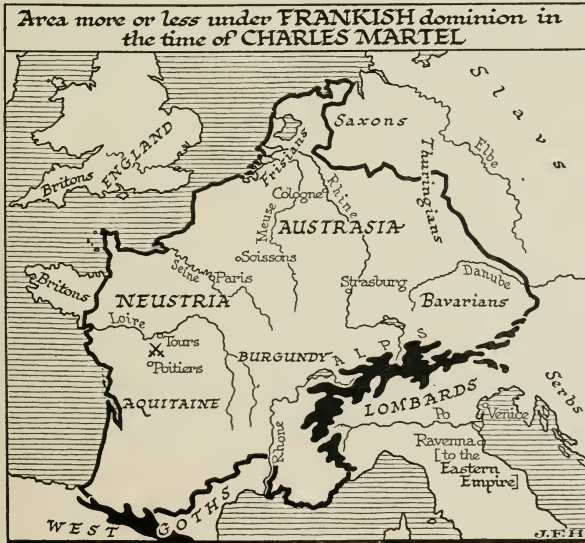 Area more or less under FRANKISH dominion in
the time of CHARLES MARTEL
Slavs
Saxons
ENGLAND
Britons
Frisians
Thuringians
Elbe
Cologne
Rhine
Meuse
AUSTRASIA
Soissons
Seine
Paris
Strasburg
Danube
Britons
NEUSTRIA
Bavarians
Loire
Tours
Poitiers
BURGUNDY
ALPS
AQUITAINE
LOMBARDS
Serbs
Po
Venice
Rhone
Ravenna
[to the
Eastern
Empire]
WEST GOTHS
J.F.H